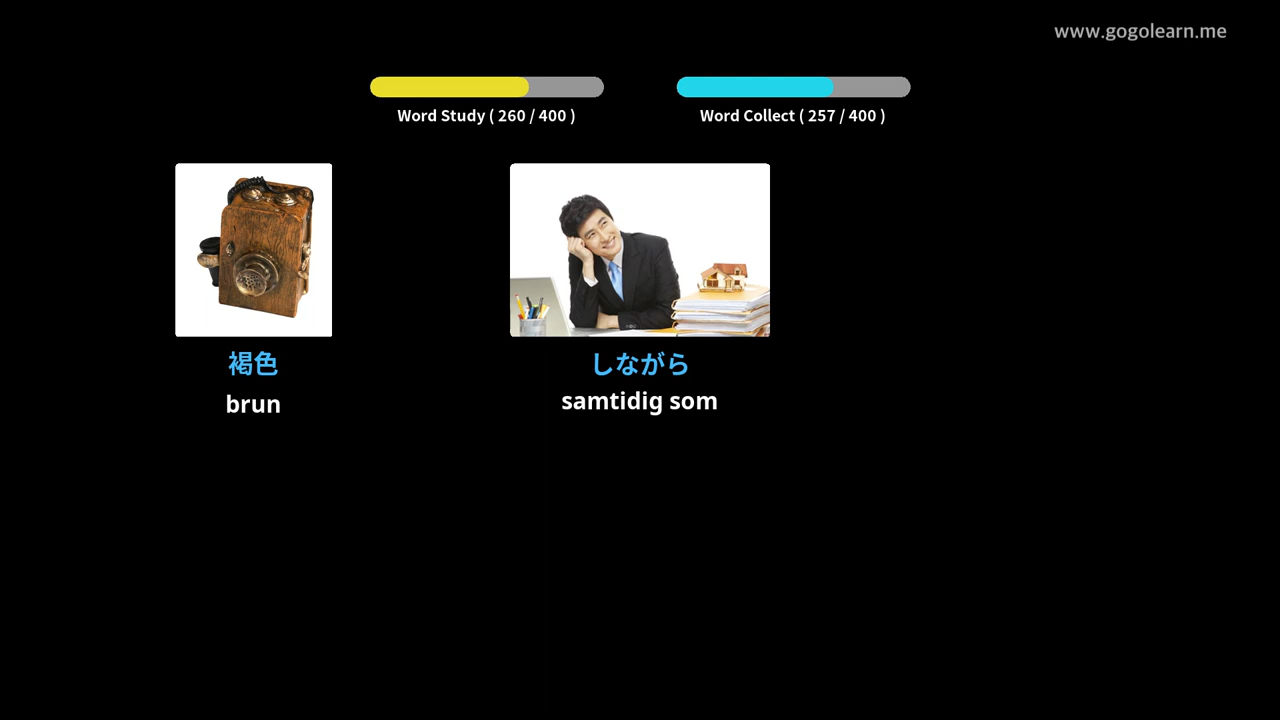 www.gogolearn.me
Word Study ( 260 / 400 )
Word Collect ( 257 / 400 )
褐色
brun
しながら
samtidig som